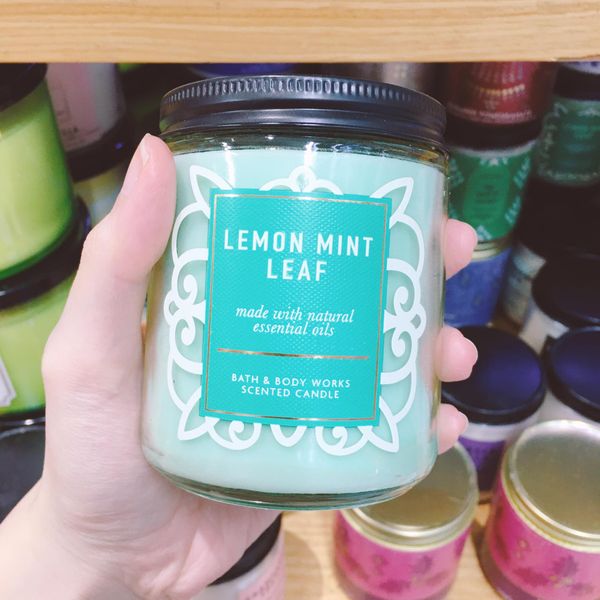 LEMON MINT
LEAF
made with natural
essential oils
BATH & BODY WORKS
SCENTED CANDLE